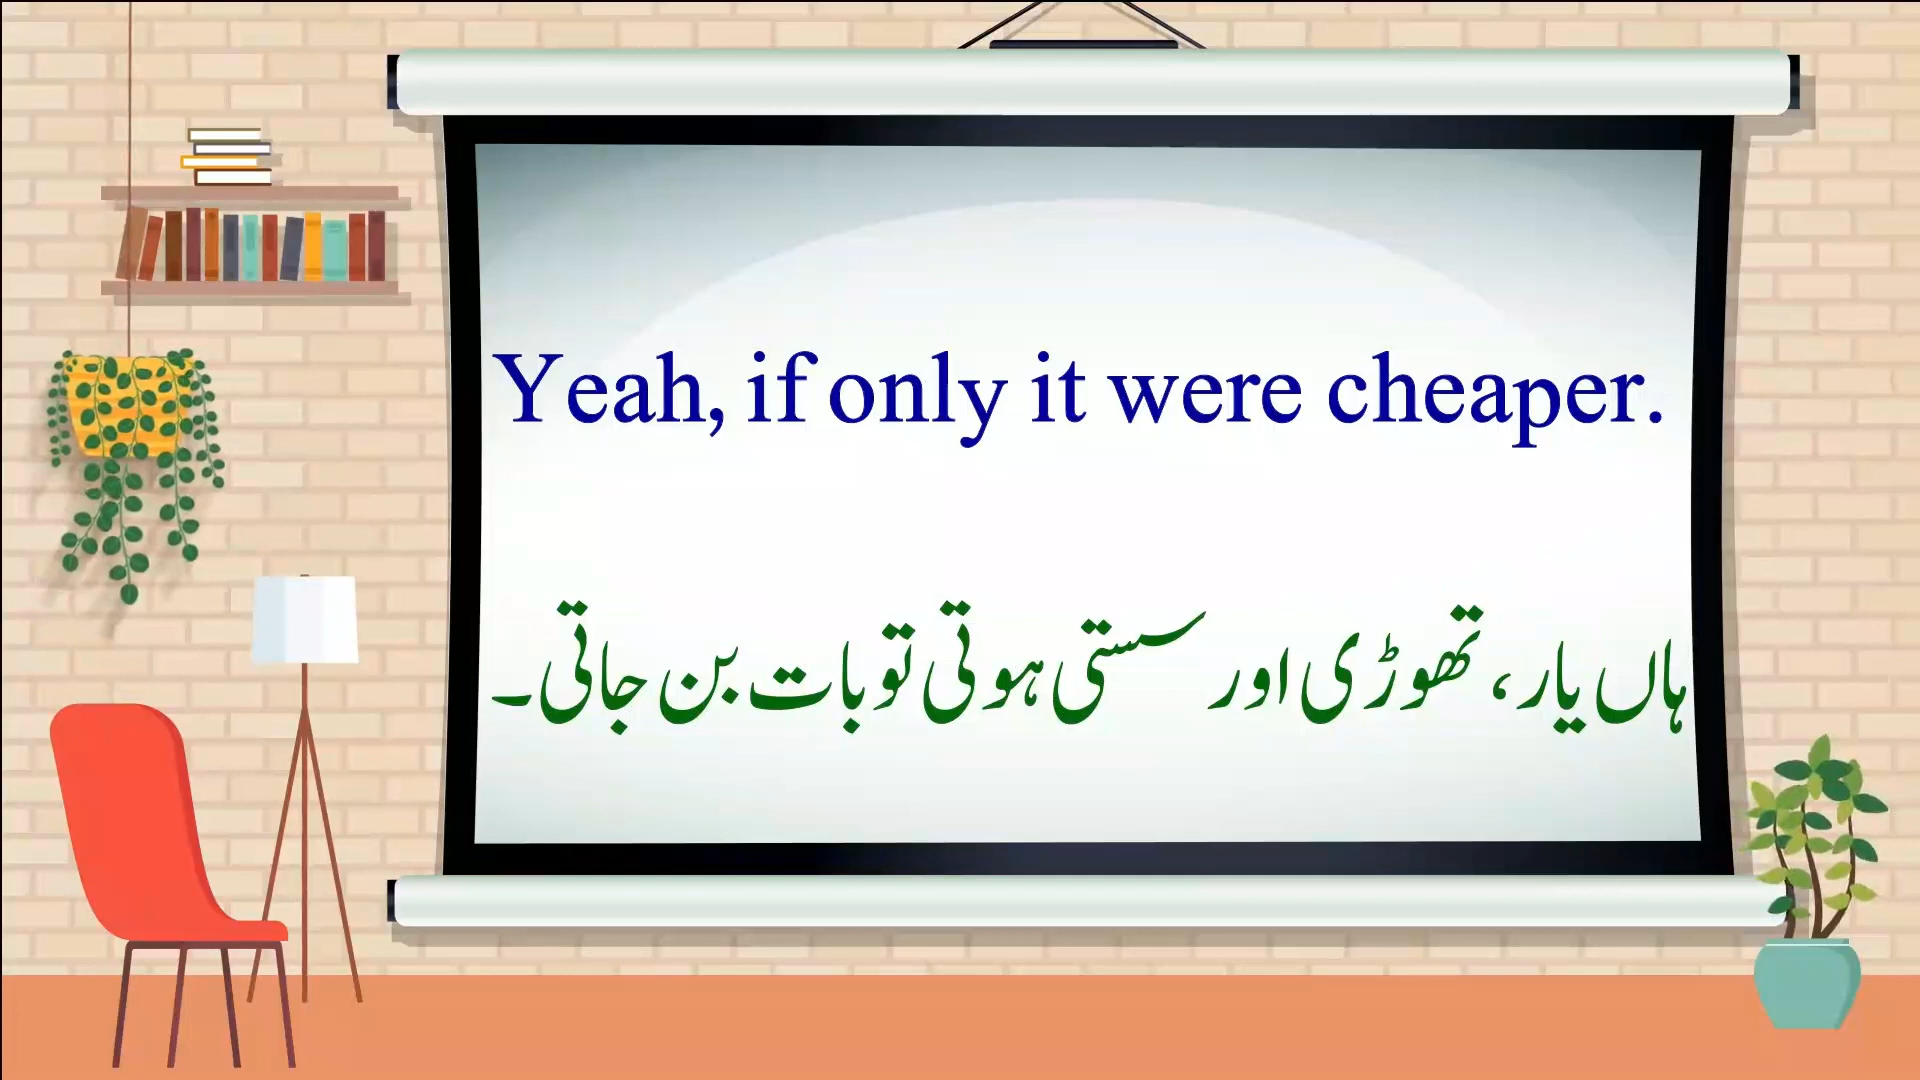 Yeah, if only it were cheaper.
ہاں یار، تھوڑی اور سستی ہوتی تو بات بن جاتی۔